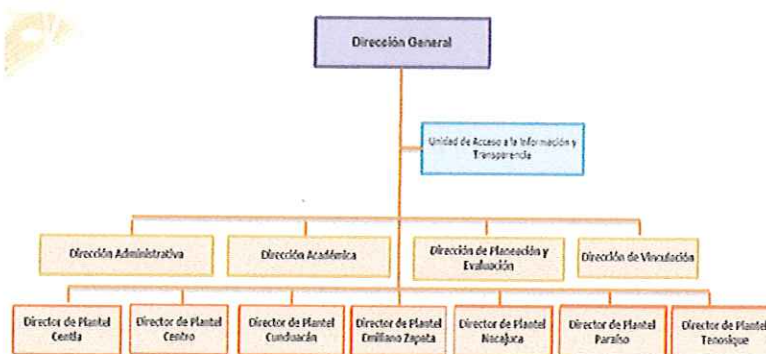 Dirección General
Unidad de Acceso a la Información y
Transparencia
Dirección Administrativa
Dirección Académica
Dirección de Planeación y
Evaluación
Dirección de Vinculación
Director de Plantel
Centla
Director de Plantel
Centro
Director de Plantel
Cunduacán
Director de Plantel
Emiliano Zapata
Director de Plantel
Nacajuca
Director de Plantel
Paraíso
Director de Plantel
Tenosique